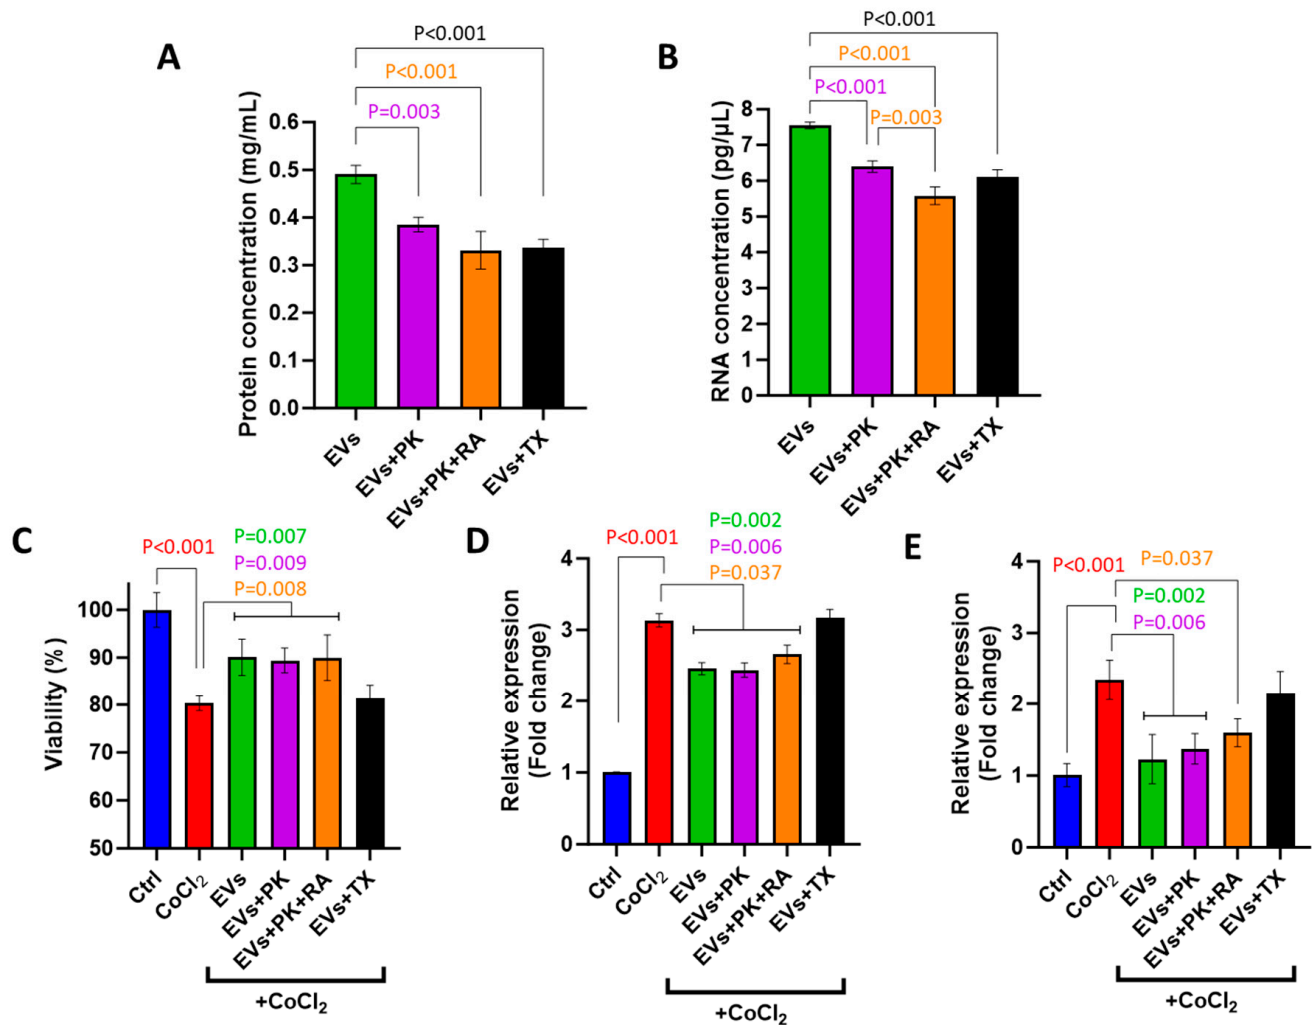 A
P<0.001
P<0.001
P=0.003
Protein concentration (mg/mL)
0.6
0.5
0.4
0.3
0.2
0.1
0.0
EVs
EVs+PK
EVs+PK+RA
EVs+TX
B
P<0.001
P<0.001
P<0.001
P=0.003
RNA concentration (pg/µL)
8
7
6
5
4
3
2
1
0
EVs
EVs+PK
EVs+PK+RA
EVs+TX
C
P<0.001
P=0.007
P=0.009
P=0.008
Viability (%)
100
90
80
70
60
50
Ctrl
CoCl₂
EVs
EVs+PK
EVs+PK+RA
EVs+TX
+CoCl₂
D
P<0.001
P=0.002
P=0.006
P=0.037
Relative expression
(Fold change)
4
3
2
1
0
Ctrl
CoCl₂
EVs
EVs+PK
EVs+PK+RA
EVs+TX
+CoCl₂
E
P<0.001
P=0.037
P=0.002
P=0.006
Relative expression
(Fold change)
4
3
2
1
0
Ctrl
CoCl₂
EVs
EVs+PK
EVs+PK+RA
EVs+TX
+CoCl₂